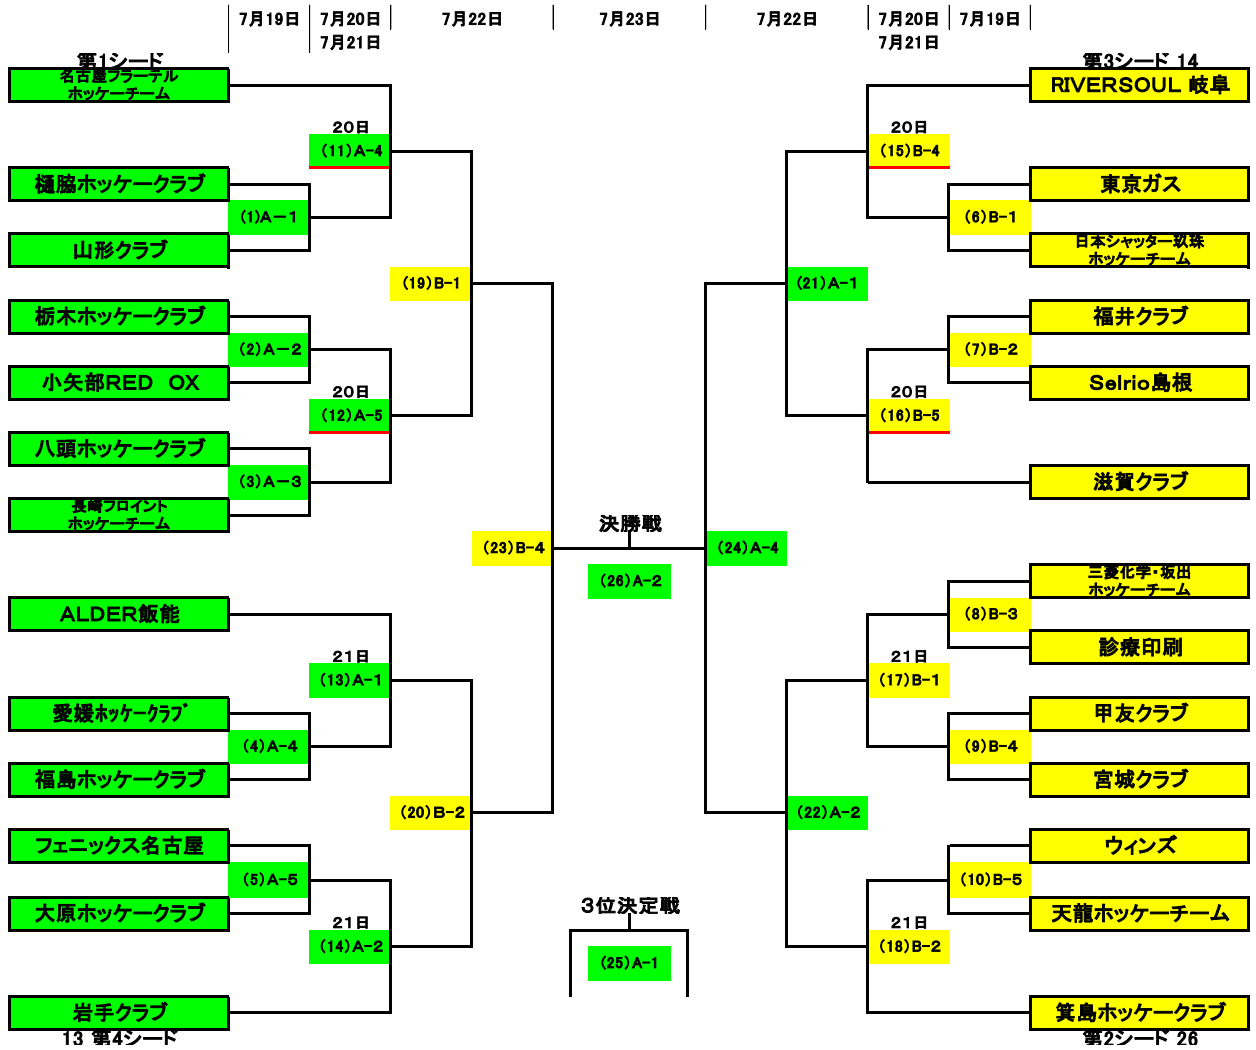 7月19日
7月20日
7月21日
7月22日
7月23日
7月22日
7月20日
7月21日
7月19日
第1シード
名古屋フラーテル
ホッケーチーム
20日
(11)A-4
樋脇ホッケークラブ
(1)A-1
山形クラブ
(19)B-1
栃木ホッケークラブ
(2)A-2
小矢部RED OX
20日
(12)A-5
八頭ホッケークラブ
(3)A-3
長崎フロイント
ホッケーチーム
(23)B-4
ALDER飯能
21日
(13)A-1
愛媛ホッケークラブ
(4)A-4
福島ホッケークラブ
(20)B-2
フェニックス名古屋
(5)A-5
大原ホッケークラブ
21日
(14)A-2
岩手クラブ
13 第4シード
決勝戦
(26)A-2
3位決定戦
(25)A-1
第3シード 14
RIVERSOUL 岐阜
20日
(15)B-4
東京ガス
(6)B-1
日本シャッター玖珠
ホッケーチーム
(21)A-1
福井クラブ
(7)B-2
Selrio島根
20日
(16)B-5
滋賀クラブ
(24)A-4
三菱化学・坂出
ホッケーチーム
(8)B-3
診療印刷
21日
(17)B-1
甲友クラブ
(9)B-4
宮城クラブ
(22)A-2
ウィンズ
(10)B-5
天龍ホッケーチーム
21日
(18)B-2
箕島ホッケークラブ
第2シード 26